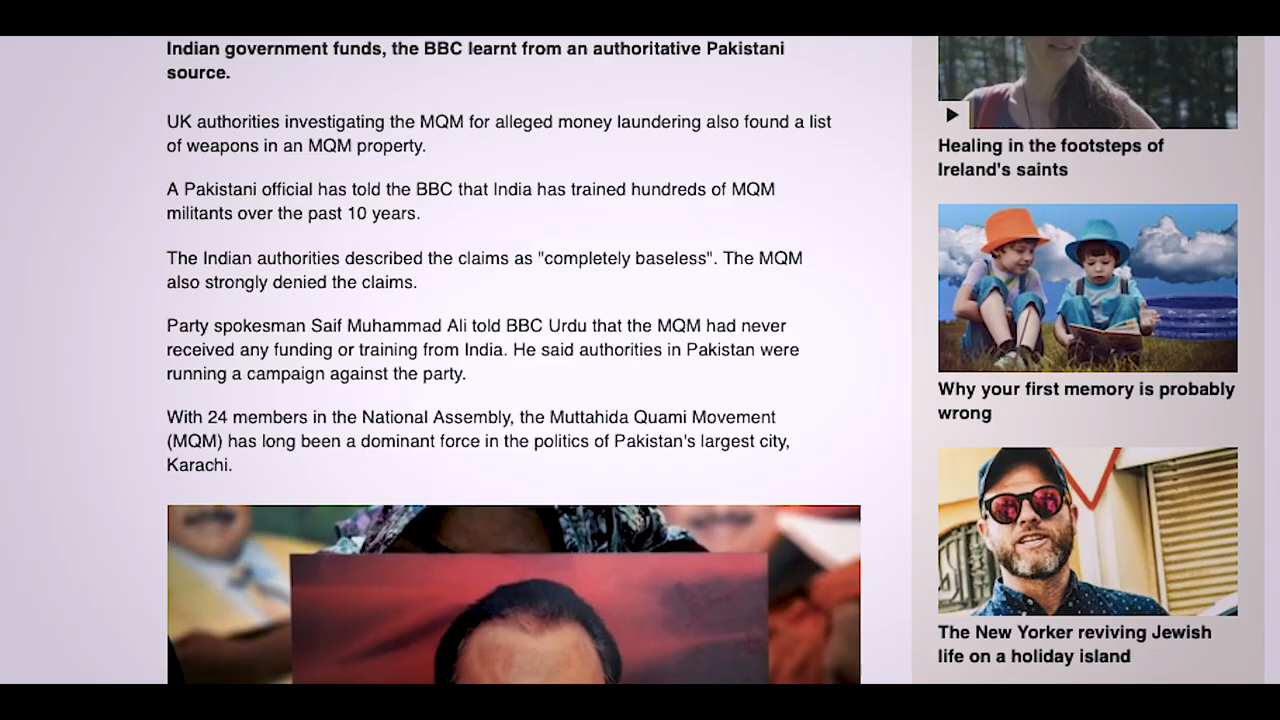 Indian government funds, the BBC learnt from an authoritative Pakistani
source.
UK authorities investigating the MQM for alleged money laundering also found a list
of weapons in an MQM property.
A Pakistani official has told the BBC that India has trained hundreds of MQM
militants over the past 10 years.
The Indian authorities described the claims as "completely baseless". The MQM
also strongly denied the claims.
Party spokesman Saif Muhammad Ali told BBC Urdu that the MQM had never
received any funding or training from India. He said authorities in Pakistan were
running a campaign against the party.
With 24 members in the National Assembly, the Muttahida Qaumi Movement
(MQM) has long been a dominant force in the politics of Pakistan's largest city,
Karachi.
Healing in the footsteps of
Ireland's saints
Why your first memory is probably
wrong
The New Yorker reviving Jewish
life on a holiday island